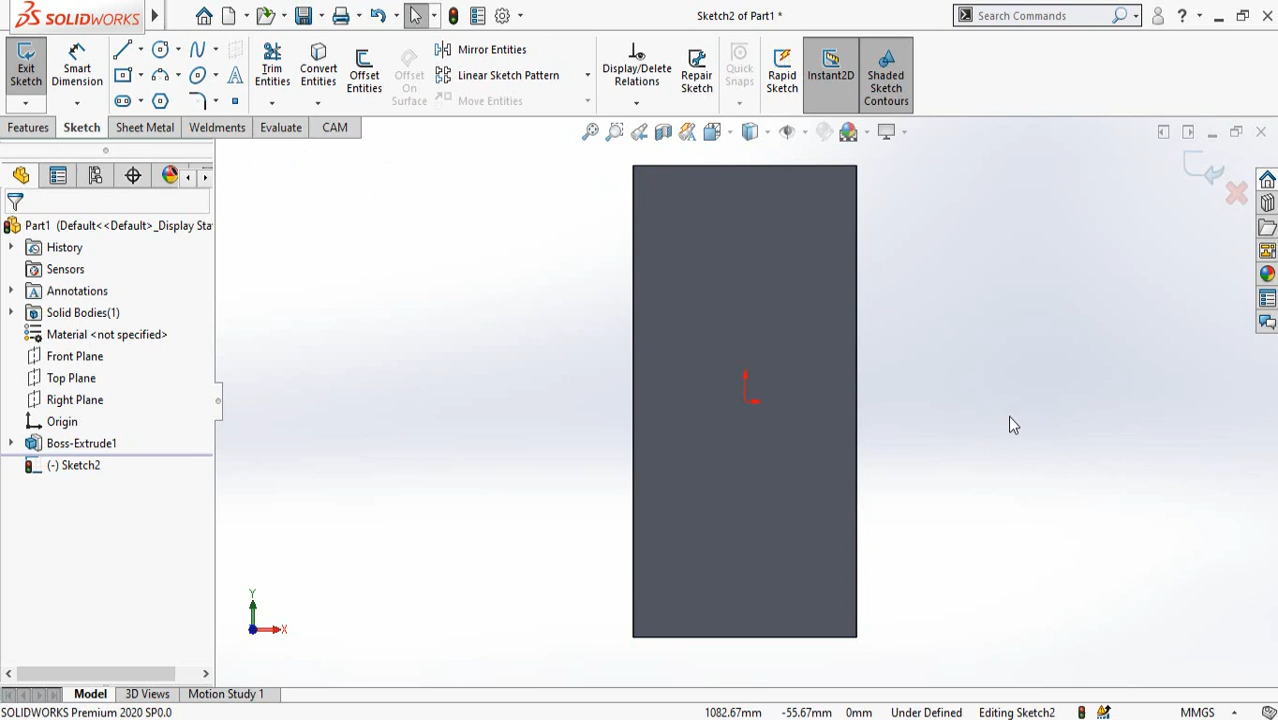 SOLIDWORKS
Sketch2 of Part1 *
Search Commands
?
Exit Sketch
Smart Dimension
Trim Entities
Convert Entities
Offset Entities
Offset On Surface
Mirror Entities
Linear Sketch Pattern
Move Entities
Display/Delete Relations
Repair Sketch
Quick Snaps
Rapid Sketch
Instant2D
Shaded Sketch Contours
Features
Sketch
Sheet Metal
Weldments
Evaluate
CAM
Part1 (Default<<Default>_Display Sta
History
Sensors
Annotations
Solid Bodies(1)
Material <not specified>
Front Plane
Top Plane
Right Plane
Origin
Boss-Extrude1
(-) Sketch2
Y
X
Model
3D Views
Motion Study 1
SOLIDWORKS Premium 2020 SP0.0
1082.67mm
-55.67mm
0mm
Under Defined
Editing Sketch2
MMGS